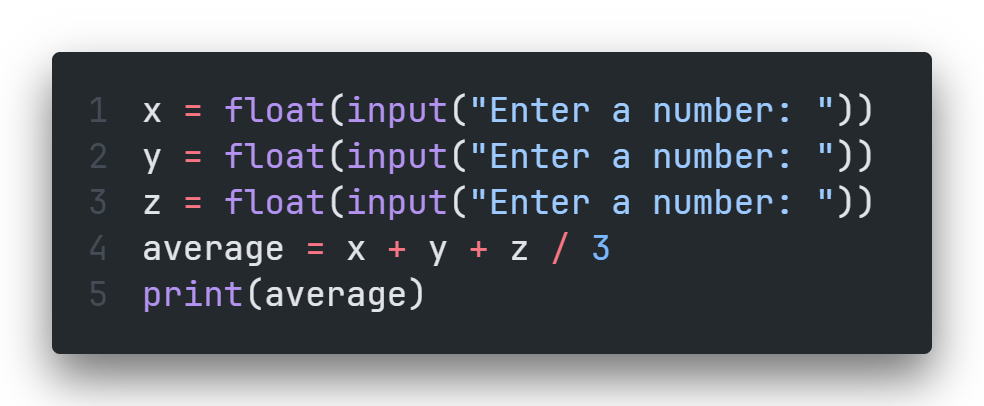 1 x = float(input("Enter a number: "))
2 y = float(input("Enter a number: "))
3 z = float(input("Enter a number: "))
4 average = x + y + z / 3
5 print(average)